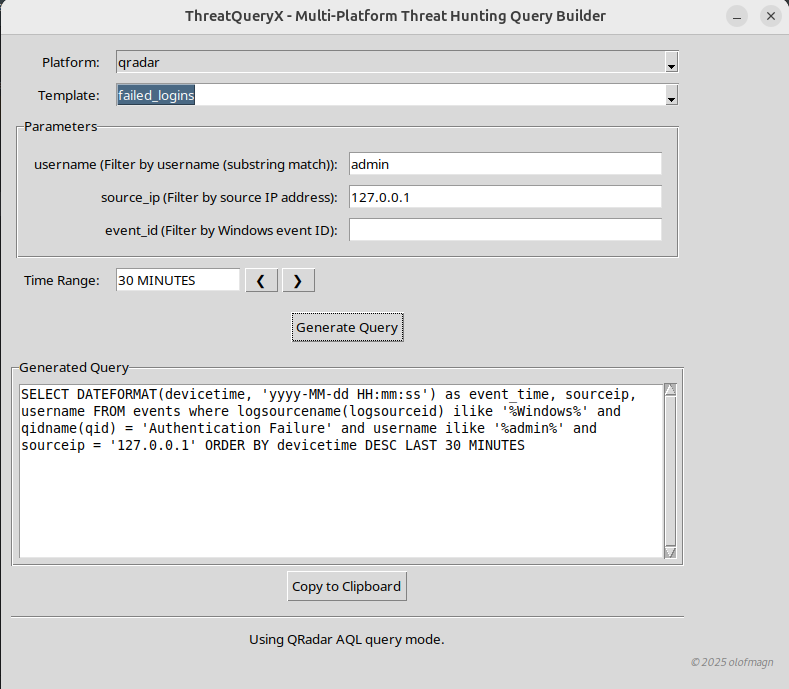 ThreatQueryX - Multi-Platform Threat Hunting Query Builder
Platform: qradar
Template: failed_logins
Parameters
username (Filter by username (substring match)): admin
source_ip (Filter by source IP address): 127.0.0.1
event_id (Filter by Windows event ID):
Time Range: 30 MINUTES ❮ ❯
Generate Query
Generated Query
SELECT DATEFORMAT(devicetime, 'yyyy-MM-dd HH:mm:ss') as event_time, sourceip,
username FROM events where logsourcename(logsourceid) ilike '%Windows%' and
qidname(qid) = 'Authentication Failure' and username ilike '%admin%' and
sourceip = '127.0.0.1' ORDER BY devicetime DESC LAST 30 MINUTES
Copy to Clipboard
Using QRadar AQL query mode.
© 2025 olofmagn